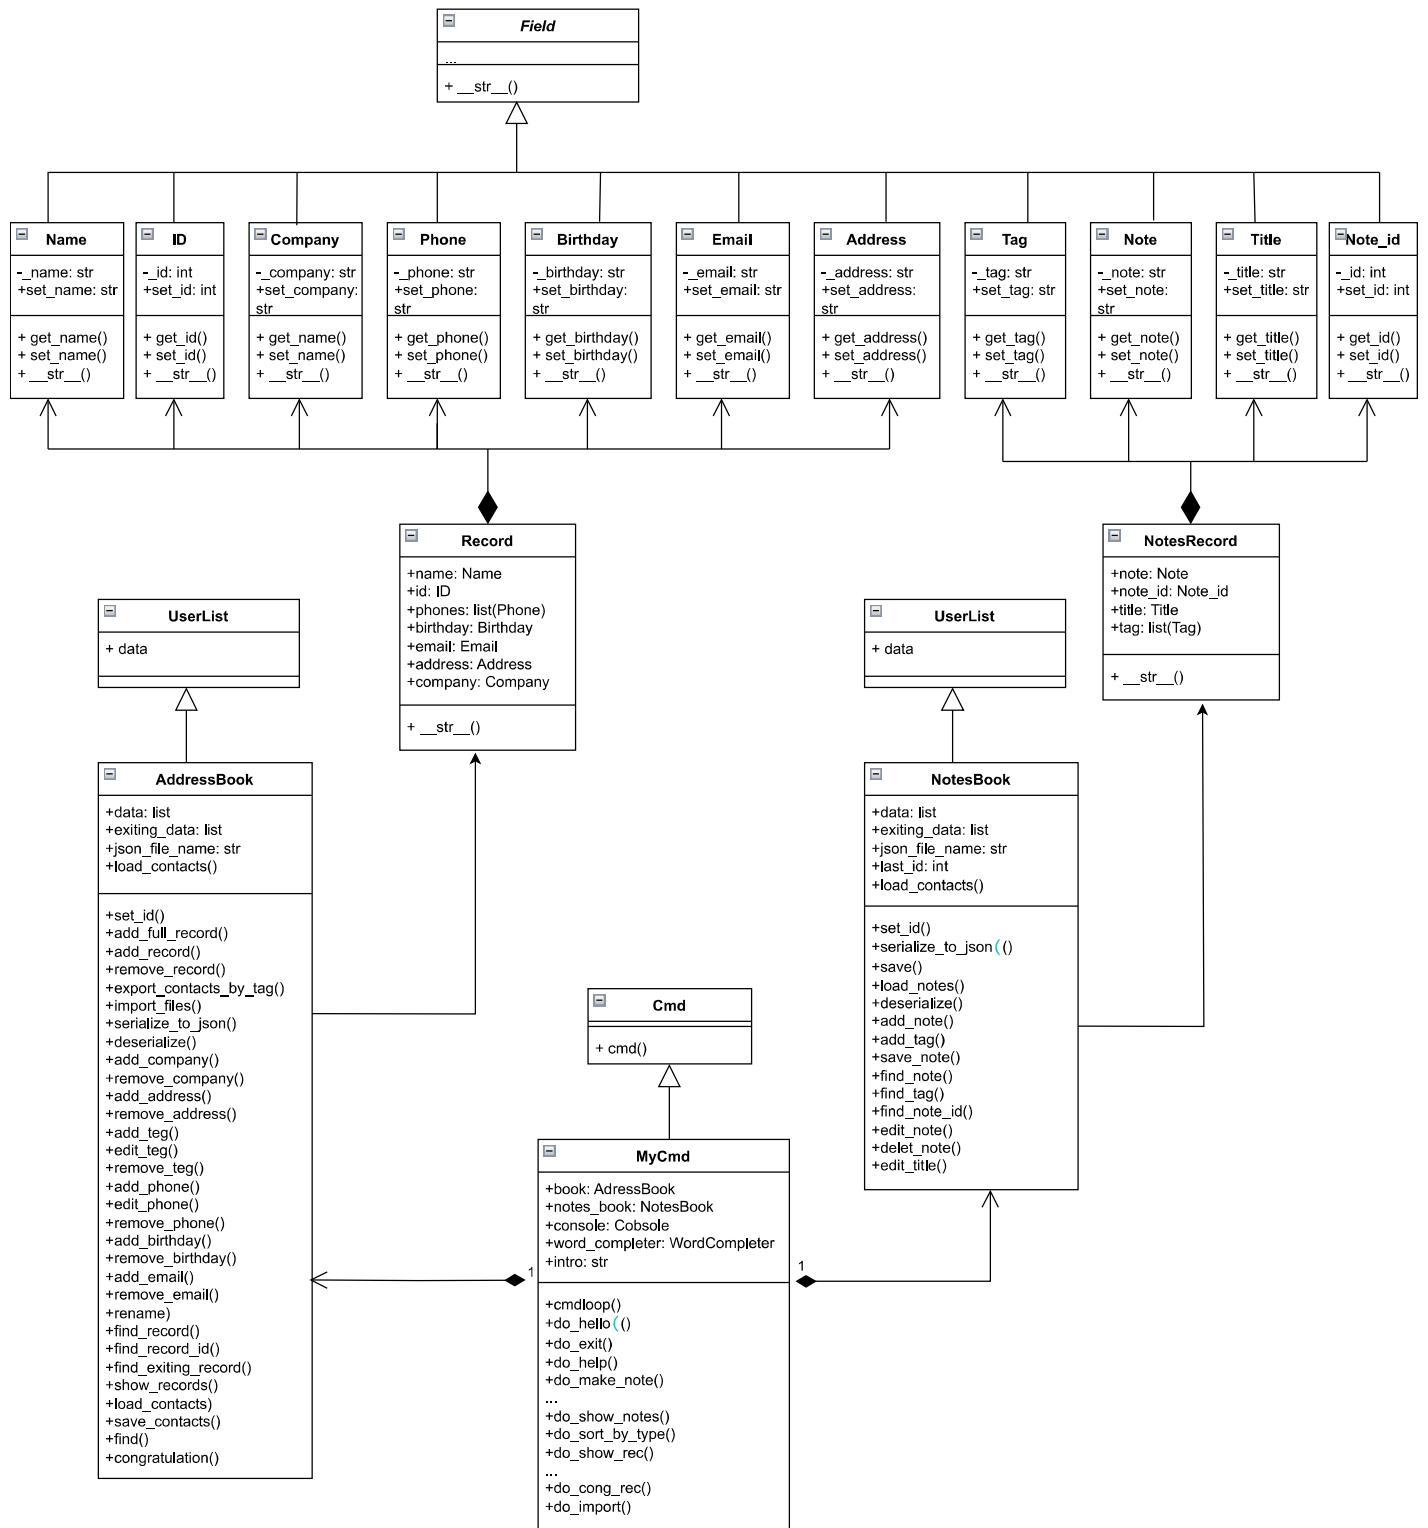 Field
...
+ __str__()
Name
-_name: str
+set_name: str
+ get_name()
+ set_name()
+ __str__()
ID
-_id: int
+set_id: int
+ get_id()
+ set_id()
+ __str__()
Company
-_company: str
+set_company:
str
+ get_name()
+ set_name()
+ __str__()
Phone
-_phone: str
+set_phone:
str
+ get_phone()
+ set_phone()
+ __str__()
Birthday
-_birthday: str
+set_birthday:
str
+ get_birthday()
+ set_birthday()
+ __str__()
Email
-_email: str
+set_email: str
+ get_email()
+ set_email()
+ __str__()
Address
-_address: str
+set_address:
str
+ get_address()
+ set_address()
+ __str__()
Tag
-_tag: str
+set_tag: str
+ get_tag()
+ set_tag()
+ __str__()
Note
-_note: str
+set_note:
str
+ get_note()
+ set_note()
+ __str__()
Title
-_title: str
+set_title: str
+ get_title()
+ set_title()
+ __str__()
Note_id
-_id: int
+set_id: int
+ get_id()
+ set_id()
+ __str__()
Record
+name: Name
+id: ID
+phones: list(Phone)
+birthday: Birthday
+email: Email
+address: Address
+company: Company
+ __str__()
NotesRecord
+note: Note
+note_id: Note_id
+title: Title
+tag: list(Tag)
+ __str__()
UserList
+ data
UserList
+ data
AddressBook
+data: list
+exiting_data: list
+json_file_name: str
+load_contacts()
+set_id()
+add_full_record()
+add_record()
+remove_record()
+export_contacts_by_tag()
+import_files()
+serialize_to_json()
+deserialize()
+add_company()
+remove_company()
+add_address()
+remove_address()
+add_teg()
+edit_teg()
+remove_teg()
+add_phone()
+edit_phone()
+remove_phone()
+add_birthday()
+remove_birthday()
+add_email()
+remove_email()
+rename)
+find_record()
+find_record_id()
+find_exiting_record()
+show_records()
+load_contacts)
+save_contacts()
+find()
+congratulation()
NotesBook
+data: list
+exiting_data: list
+json_file_name: str
+last_id: int
+load_contacts()
+set_id()
+serialize_to_json(()
+save()
+load_notes()
+deserialize()
+add_note()
+add_tag()
+save_note()
+find_note()
+find_tag()
+find_note_id()
+edit_note()
+delet_note()
+edit_title()
Cmd
+ cmd()
MyCmd
+book: AdressBook
+notes_book: NotesBook
+console: Cobsole
+word_completer: WordCompleter
+intro: str
+cmdloop()
+do_hello(()
+do_exit()
+do_help()
+do_make_note()
...
+do_show_notes()
+do_sort_by_type()
+do_show_rec()
...
+do_cong_rec()
+do_import()
1
1